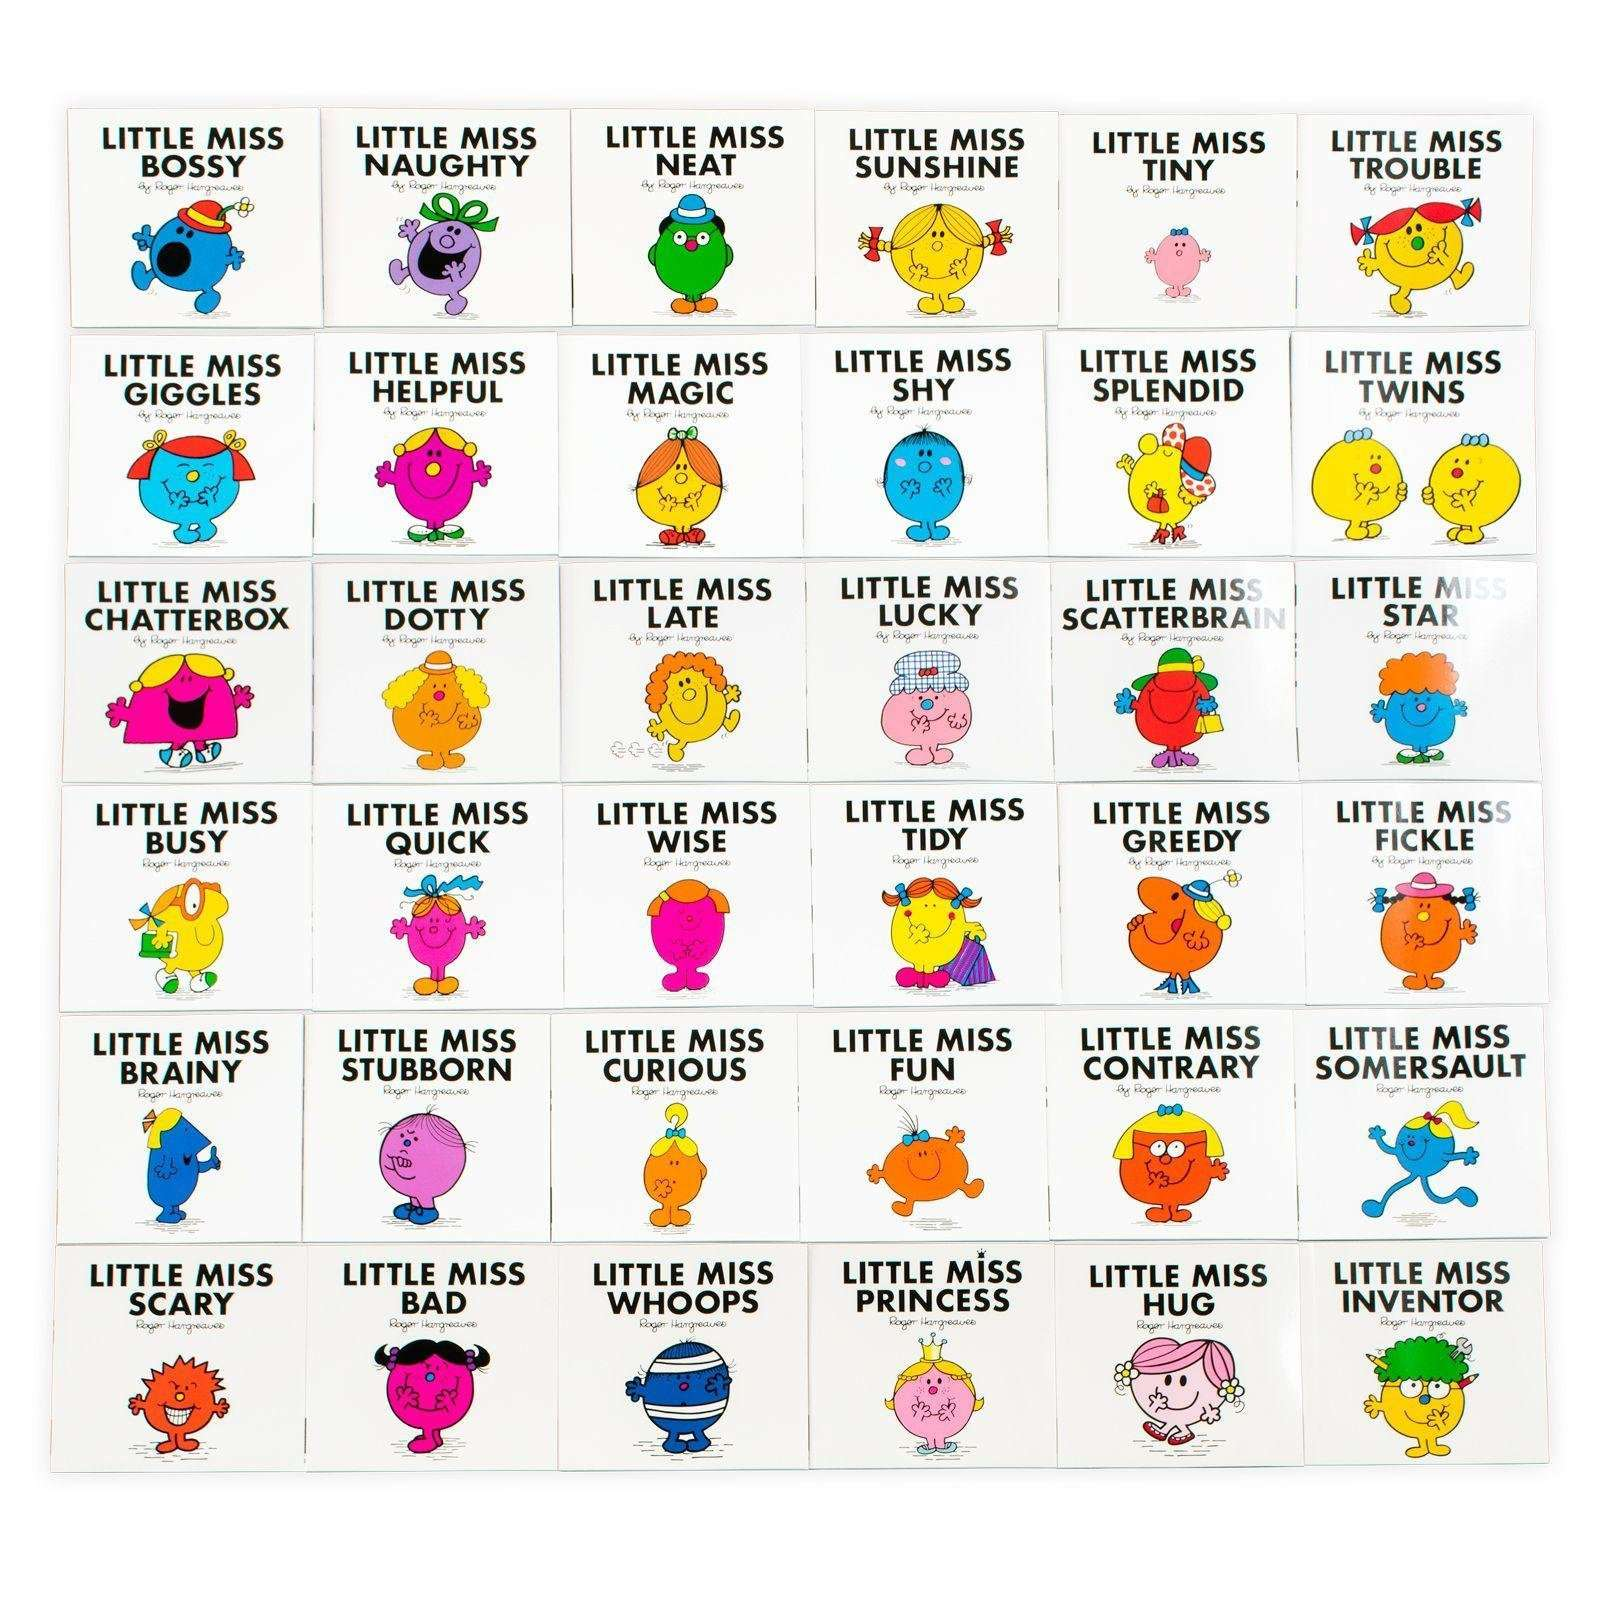 LITTLE MISS
BOSSY
by Roger Hargreaves
LITTLE MISS
NAUGHTY
by Roger Hargreaves
LITTLE MISS
NEAT
by Roger Hargreaves
LITTLE MISS
SUNSHINE
by Roger Hargreaves
LITTLE MISS
TINY
by Roger Hargreaves
LITTLE MISS
TROUBLE
by Roger Hargreaves
LITTLE MISS
GIGGLES
by Roger Hargreaves
LITTLE MISS
HELPFUL
by Roger Hargreaves
LITTLE MISS
MAGIC
by Roger Hargreaves
LITTLE MISS
SHY
by Roger Hargreaves
LITTLE MISS
SPLENDID
by Roger Hargreaves
LITTLE MISS
TWINS
by Roger Hargreaves
LITTLE MISS
CHATTERBOX
by Roger Hargreaves
LITTLE MISS
DOTTY
by Roger Hargreaves
LITTLE MISS
LATE
by Roger Hargreaves
LITTLE MISS
LUCKY
by Roger Hargreaves
LITTLE MISS
SCATTERBRAIN
by Roger Hargreaves
LITTLE MISS
STAR
by Roger Hargreaves
LITTLE MISS
BUSY
Roger Hargreaves
LITTLE MISS
QUICK
Roger Hargreaves
LITTLE MISS
WISE
Roger Hargreaves
LITTLE MISS
TIDY
Roger Hargreaves
LITTLE MISS
GREEDY
by Roger Hargreaves
LITTLE MISS
FICKLE
by Roger Hargreaves
LITTLE MISS
BRAINY
Roger Hargreaves
LITTLE MISS
STUBBORN
Roger Hargreaves
LITTLE MISS
CURIOUS
Roger Hargreaves
LITTLE MISS
FUN
Roger Hargreaves
LITTLE MISS
CONTRARY
by Roger Hargreaves
LITTLE MISS
SOMERSAULT
Roger Hargreaves
LITTLE MISS
SCARY
Roger Hargreaves
LITTLE MISS
BAD
Roger Hargreaves
LITTLE MISS
WHOOPS
Roger Hargreaves
LITTLE MISS
PRINCESS
Roger Hargreaves
LITTLE MISS
HUG
Roger Hargreaves
LITTLE MISS
INVENTOR
Roger Hargreaves